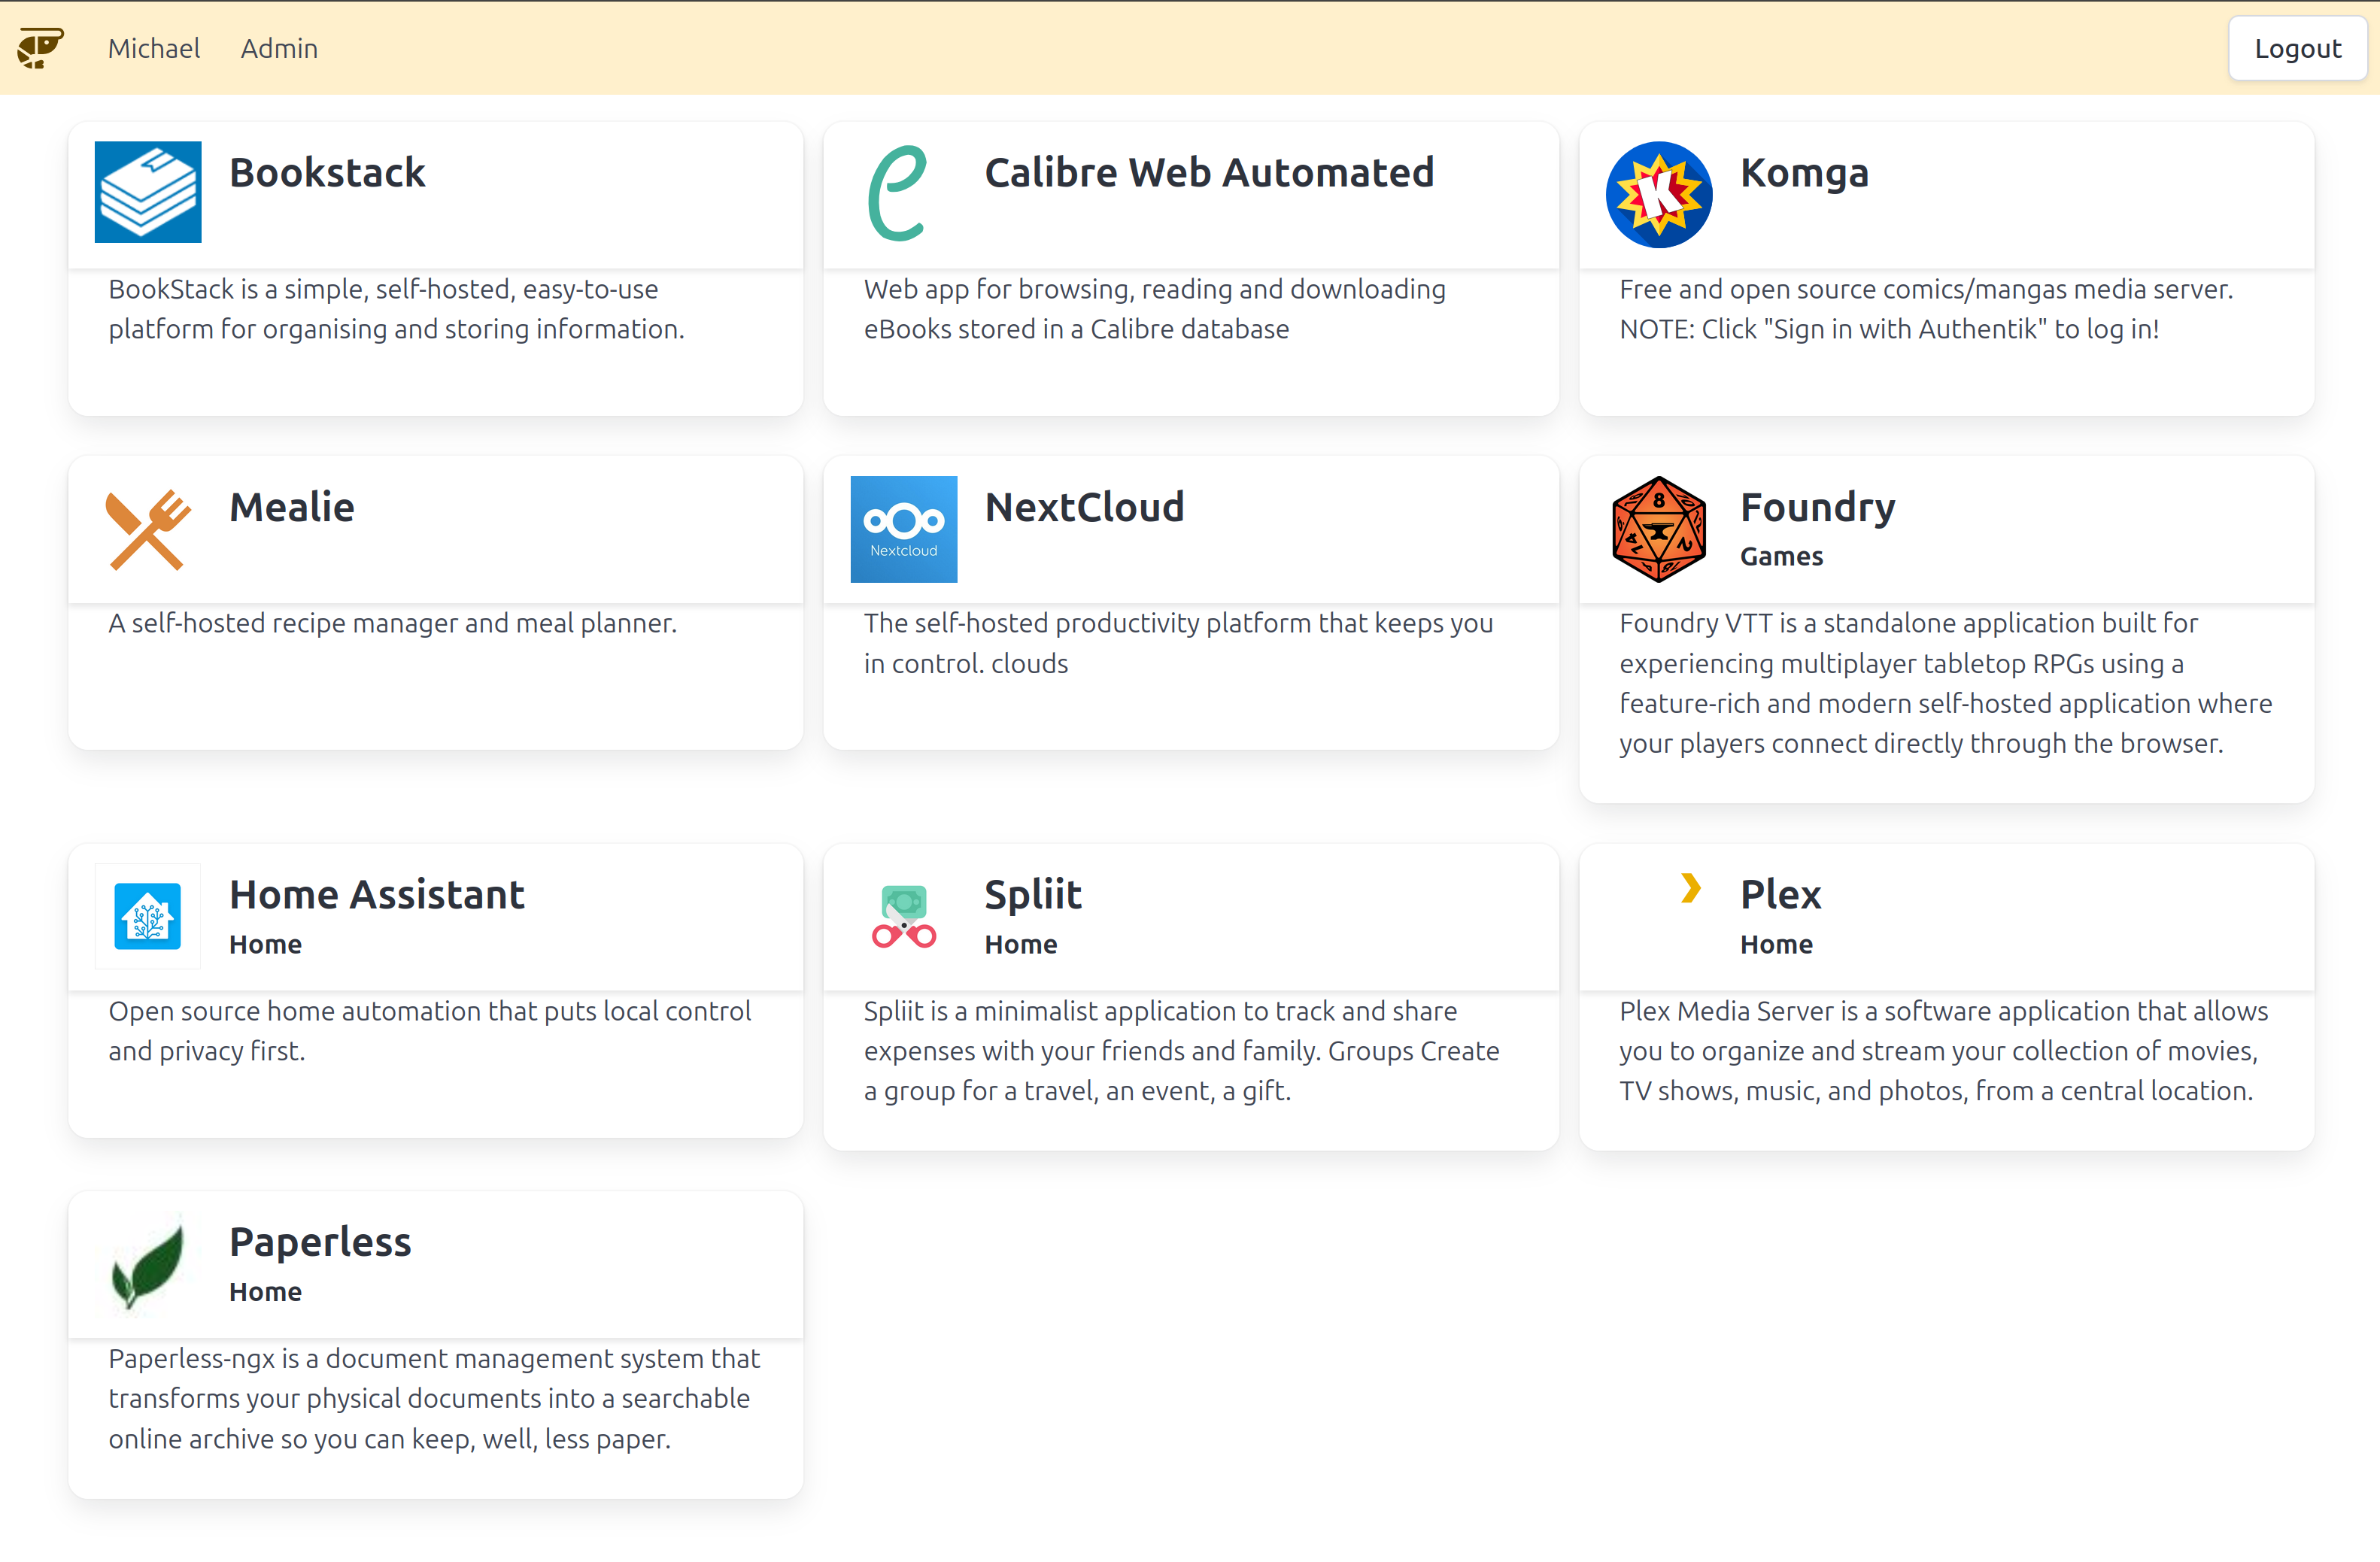 Michael Admin Logout
Bookstack
BookStack is a simple, self-hosted, easy-to-use
platform for organising and storing information.
Calibre Web Automated
Web app for browsing, reading and downloading
eBooks stored in a Calibre database
K
Komga
Free and open source comics/mangas media server.
NOTE: Click "Sign in with Authentik" to log in!
Mealie
A self-hosted recipe manager and meal planner.
Nextcloud
NextCloud
The self-hosted productivity platform that keeps you
in control. clouds
8
Foundry
Games
Foundry VTT is a standalone application built for
experiencing multiplayer tabletop RPGs using a
feature-rich and modern self-hosted application where
your players connect directly through the browser.
Home Assistant
Home
Open source home automation that puts local control
and privacy first.
Spliit
Home
Spliit is a minimalist application to track and share
expenses with your friends and family. Groups Create
a group for a travel, an event, a gift.
Plex
Home
Plex Media Server is a software application that allows
you to organize and stream your collection of movies,
TV shows, music, and photos, from a central location.
Paperless
Home
Paperless-ngx is a document management system that
transforms your physical documents into a searchable
online archive so you can keep, well, less paper.